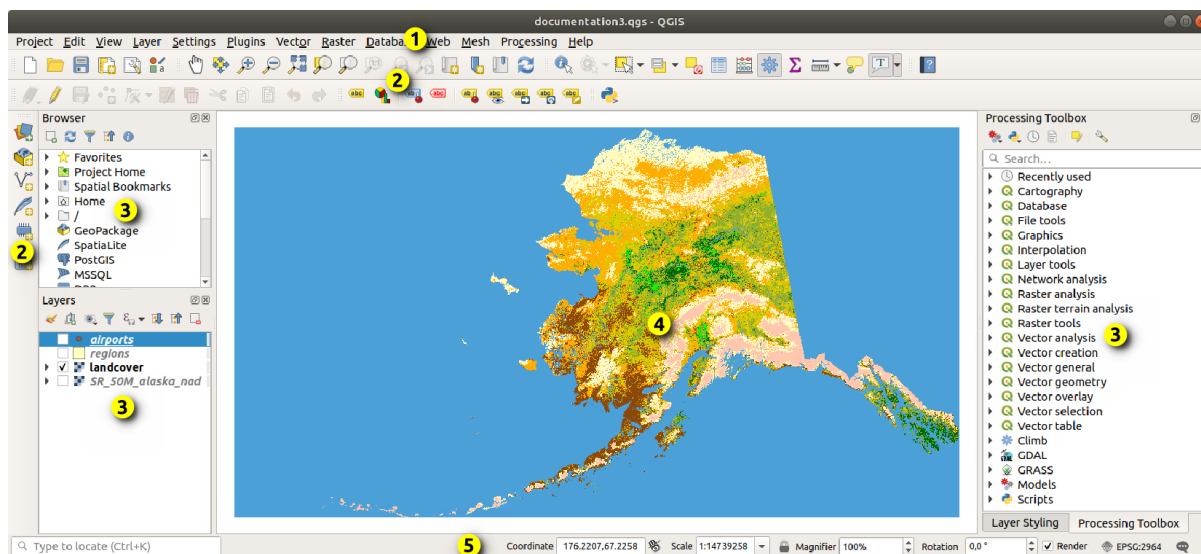 documentation3.qgs - QGIS
Project Edit View Layer Settings Plugins Vector Raster Database Web Mesh Processing Help
1
2
abc abc abc
Browser
Favorites
Project Home
Spatial Bookmarks
Home
/
GeoPackage
SpatiaLite
PostGIS
MSSQL
3
2
Layers
airports
regions
landcover
SR_50M_alaska_nad
3
4
Processing Toolbox
Search...
Recently used
Cartography
Database
File tools
Graphics
Interpolation
Layer tools
Network analysis
Raster analysis
Raster terrain analysis
Raster tools
Vector analysis
Vector creation
Vector general
Vector geometry
Vector overlay
Vector selection
Vector table
Climb
GDAL
GRASS
Models
Scripts
3
Layer Styling Processing Toolbox
Type to locate (Ctrl+K)
5
Coordinate 176.2207,67.2258 Scale 1:14739258 Magnifier 100% Rotation 0,0 ° Render EPSG:2964